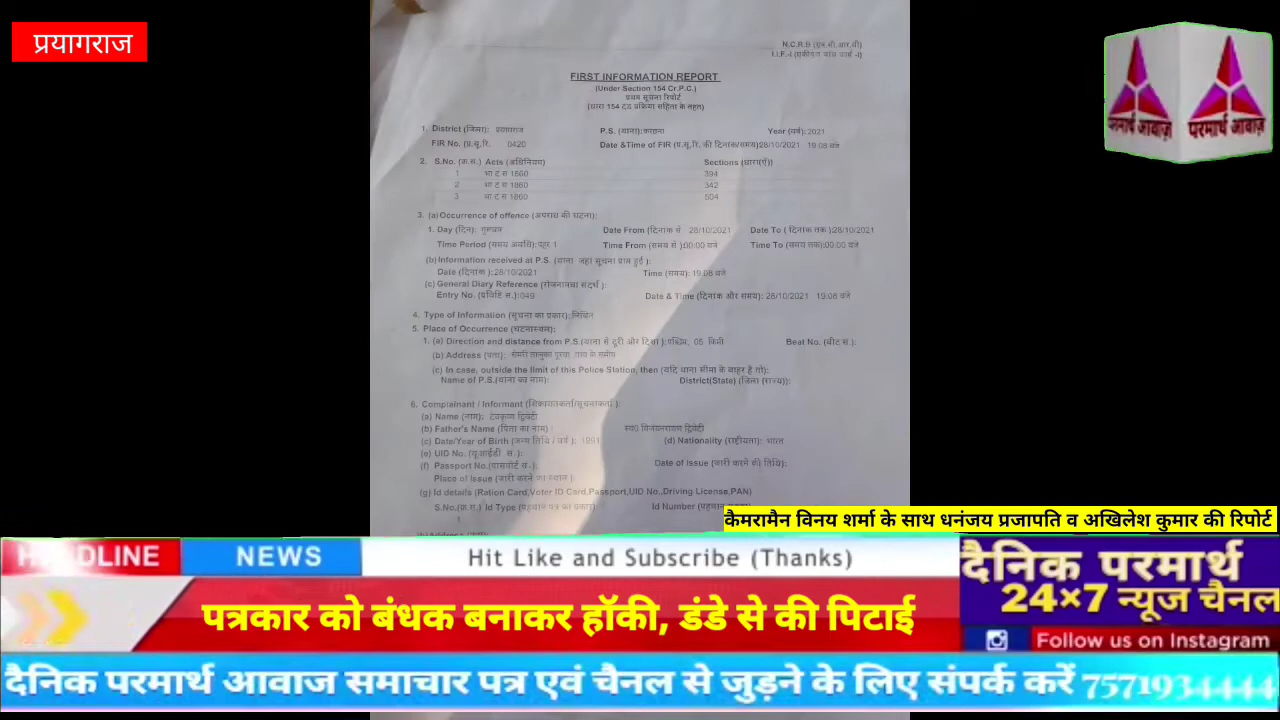 प्रयागराज
परमार्थ आवाज़
परमार्थ आवाज़
N.C.R.B (एन.सी.आर.बी)
I.I.F.-I (एकीकृत जांच फार्म -I)
FIRST INFORMATION REPORT
(Under Section 154 Cr.P.C.)
प्रथम सूचना रिपोर्ट
(धारा 154 दंड प्रक्रिया संहिता के तहत)
1. District (जिला): प्रयागराज P.S. (थाना): करछना Year (वर्ष): 2021
FIR No. (प्र.सू.रि. 0420 Date &Time of FIR (प्र.सू.रि. की दिनांक/समय):28/10/2021 19:08 बजे
2. S.No. (क्र.सं.) Acts (अधिनियम) Sections (धारा(एँ))
1 भा द स 1860 394
2 भा द स 1860 342
3 भा द स 1860 504
3. (a)Occurrence of offence (अपराध की घटना):
1. Day (दिन): गुरुवार Date From (दिनांक से 28/10/2021 Date To ( दिनांक तक ):28/10/2021
Time Period (समय अवधि): पहर 1 Time From (समय से ):00:00 बजे Time To (समय तक):00:00 बजे
(b) Information received at P.S. (थाना जहा सूचना प्राप्त हुई ):
Date (दिनांक ):28/10/2021 Time (समय): 19:08 बजे
(c) General Diary Reference (रोजनामचा संदर्भ ):
Entry No. (प्रविष्टि सं.):049 Date & Time (दिनांक और समय): 28/10/2021 19:08 बजे
4. Type of Information (सूचना का प्रकार): लिखित
5. Place of Occurrence (घटनास्थल):
1. (a) Direction and distance from P.S.(थाना से दूरी और दिशा ): पश्चिम, 05 किमी Beat No. (बीट सं.):
(b) Address (पता):
(c) In case, outside the limit of this Police Station, then (यदि थाना सीमा के बाहर है तो):
Name of P.S.(थाना का नाम): District(State) (जिला (राज्य)):
6. Complainant / Informant (शिकायतकर्ता/सूचनाकर्ता ):
(a) Name (नाम): देवकृष्ण द्विवेदी
(b) Father's Name (पिता का नाम) : स्व0 विजयनारायण द्विवेदी
(c) Date/Year of Birth (जन्म तिथि / वर्ष ): 1991 (d) Nationality (राष्ट्रीयता): भारत
(e) UID No. (यूआईडी सं.):
(f) Passport No.(पासपोर्ट सं.): Date of Issue (जारी करने की तिथि):
Place of Issue (जारी करने का स्थान ):
(g) Id details (Ration Card,Voter ID Card,Passport,UID No.,Driving License,PAN)
S.No.(क्र.सं.) Id Type (पहचान पत्र का प्रकार) Id Number (पहचान
1
कैमरामैन विनय शर्मा के साथ धनंजय प्रजापति व अखिलेश कुमार की रिपोर्ट
HEADLINE NEWS Hit Like and Subscribe (Thanks)
पत्रकार को बंधक बनाकर हॉकी, डंडे से की पिटाई
दैनिक परमार्थ
24×7 न्यूज चैनल
Follow us on Instagram
दैनिक परमार्थ आवाज समाचार पत्र एवं चैनल से जुड़ने के लिए संपर्क करें 7571934444